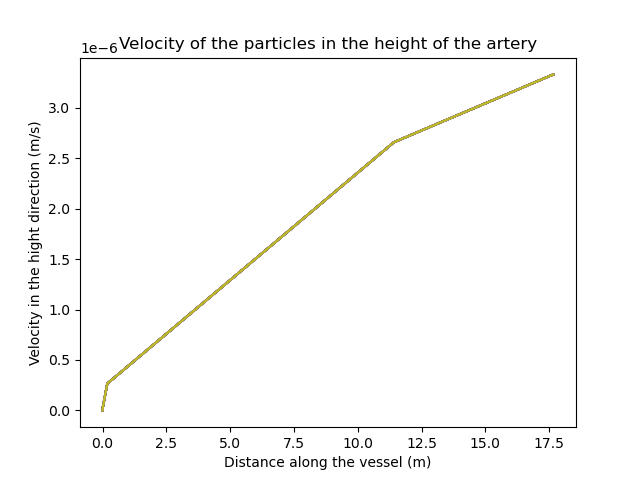 Velocity of the particles in the height of the artery
1e−6
3.0
2.5
2.0
1.5
1.0
0.5
0.0
Velocity in the hight direction (m/s)
0.0 2.5 5.0 7.5 10.0 12.5 15.0 17.5
Distance along the vessel (m)